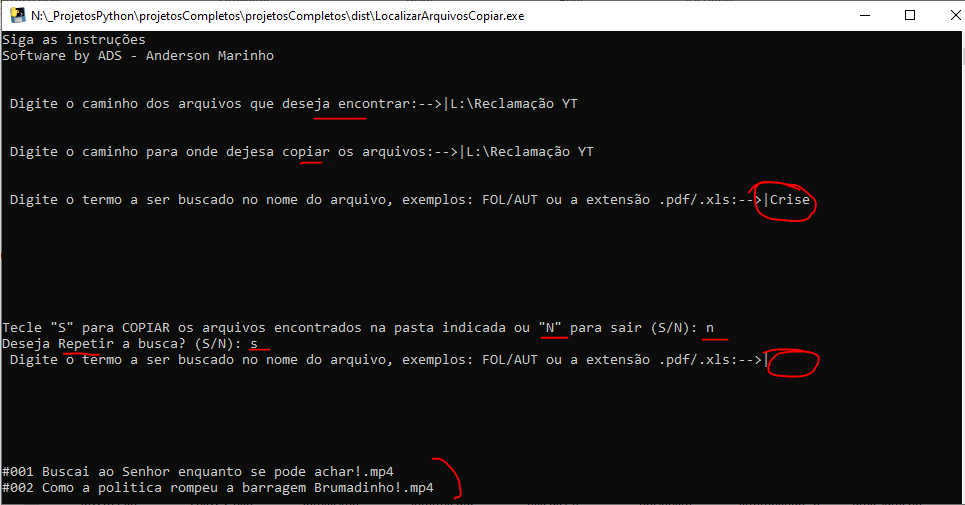 N:\_ProjetosPython\projetosCompletos\projetosCompletos\dist\LocalizarArquivosCopiar.exe
Siga as instruções
Software by ADS - Anderson Marinho
Digite o caminho dos arquivos que deseja encontrar:-->|L:\Reclamação YT
Digite o caminho para onde dejesa copiar os arquivos:-->|L:\Reclamação YT
Digite o termo a ser buscado no nome do arquivo, exemplos: FOL/AUT ou a extensão .pdf/.xls:-->|Crise
Tecle "S" para COPIAR os arquivos encontrados na pasta indicada ou "N" para sair (S/N): n
Deseja Repetir a busca? (S/N): s
Digite o termo a ser buscado no nome do arquivo, exemplos: FOL/AUT ou a extensão .pdf/.xls:-->|
#001 Buscai ao Senhor enquanto se pode achar!.mp4
#002 Como a politica rompeu a barragem Brumadinho!.mp4